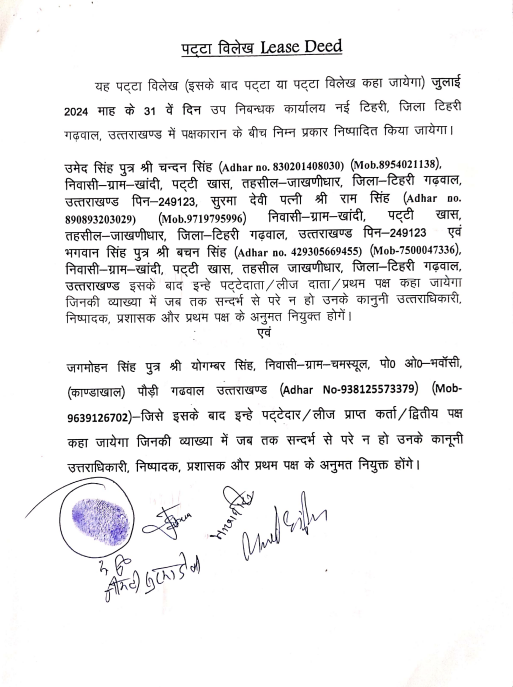 पट्टा विलेख Lease Deed
यह पट्टा विलेख (इसके बाद पट्टा या पट्टा विलेख कहा जायेगा) जुलाई
2024 माह के 31 वें दिन उप निबन्धक कार्यालय नई टिहरी, जिला टिहरी
गढ़वाल, उत्तराखण्ड में पक्षकारान के बीच निम्न प्रकार निष्पादित किया जायेगा।
उमेद सिंह पुत्र श्री चन्दन सिंह (Adhar no. 830201408030) (Mob.8954021138),
निवासी–ग्राम–खांदी, पट्टी खास, तहसील–जाखणीधार, जिला–टिहरी गढ़वाल,
उत्तराखण्ड पिन–249123, सुरमा देवी पत्नी श्री राम सिंह (Adhar no.
890893203029) (Mob.9719795996) निवासी–ग्राम–खांदी, पट्टी खास,
तहसील–जाखणीधार, जिला–टिहरी गढ़वाल, उत्तराखण्ड पिन–249123 एवं
भगवान सिंह पुत्र श्री बचन सिंह (Adhar no. 429305669455) (Mob-7500047336),
निवासी–ग्राम–खांदी, पट्टी खास, तहसील जाखणीधार, जिला–टिहरी गढ़वाल,
उत्तराखण्ड इसके बाद इन्हे पट्टेदाता/लीज दाता/प्रथम पक्ष कहा जायेगा
जिनकी व्याख्या में जब तक सन्दर्भ से परे न हो उनके कानुनी उत्तराधिकारी,
निष्पादक, प्रशासक और प्रथम पक्ष के अनुमत नियुक्त होगें।
एवं
जगमोहन सिंह पुत्र श्री योगम्बर सिंह, निवासी–ग्राम–चमस्यूल, पो0 ओ0–भवॉसी,
(काण्डाखाल) पौड़ी गढवाल उत्तराखण्ड (Adhar No-938125573379) (Mob-
9639126702)–जिसे इसके बाद इन्हे पट्टेदार/लीज प्राप्त कर्ता/द्वितीय पक्ष
कहा जायेगा जिनकी व्याख्या में जब तक सन्दर्भ से परे न हो उनके कानूनी
उत्तराधिकारी, निष्पादक, प्रशासक और प्रथम पक्ष के अनुमत नियुक्त होंगे।